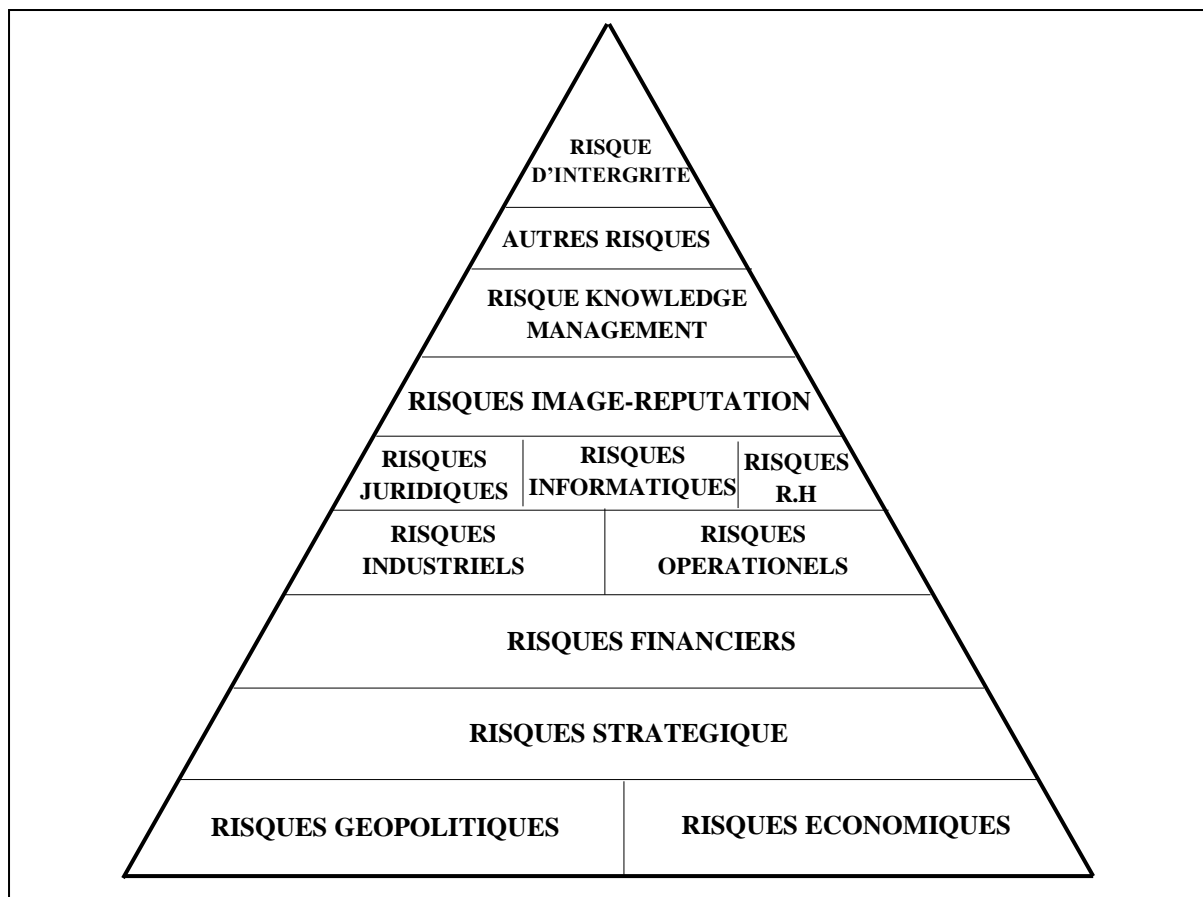 RISQUE
D'INTERGRITE
AUTRES RISQUES
RISQUE KNOWLEDGE
MANAGEMENT
RISQUES IMAGE-REPUTATION
RISQUES
JURIDIQUES
RISQUES
INFORMATIQUES
RISQUES
R.H
RISQUES
INDUSTRIELS
RISQUES
OPERATIONELS
RISQUES FINANCIERS
RISQUES STRATEGIQUE
RISQUES GEOPOLITIQUES
RISQUES ECONOMIQUES